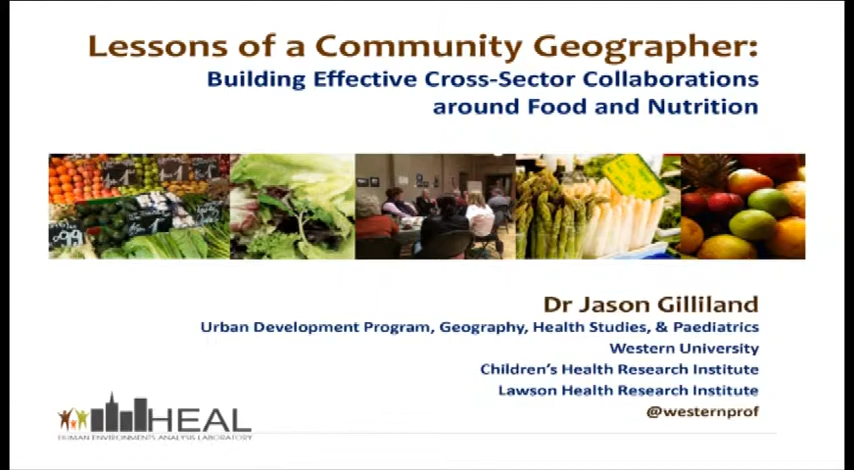 Lessons of a Community Geographer:
Building Effective Cross-Sector Collaborations
around Food and Nutrition
Dr Jason Gilliland
Urban Development Program, Geography, Health Studies, & Paediatrics
Western University
Children's Health Research Institute
Lawson Health Research Institute
@westernprof
HEAL
HUMAN ENVIRONMENTS ANALYSIS LABORATORY